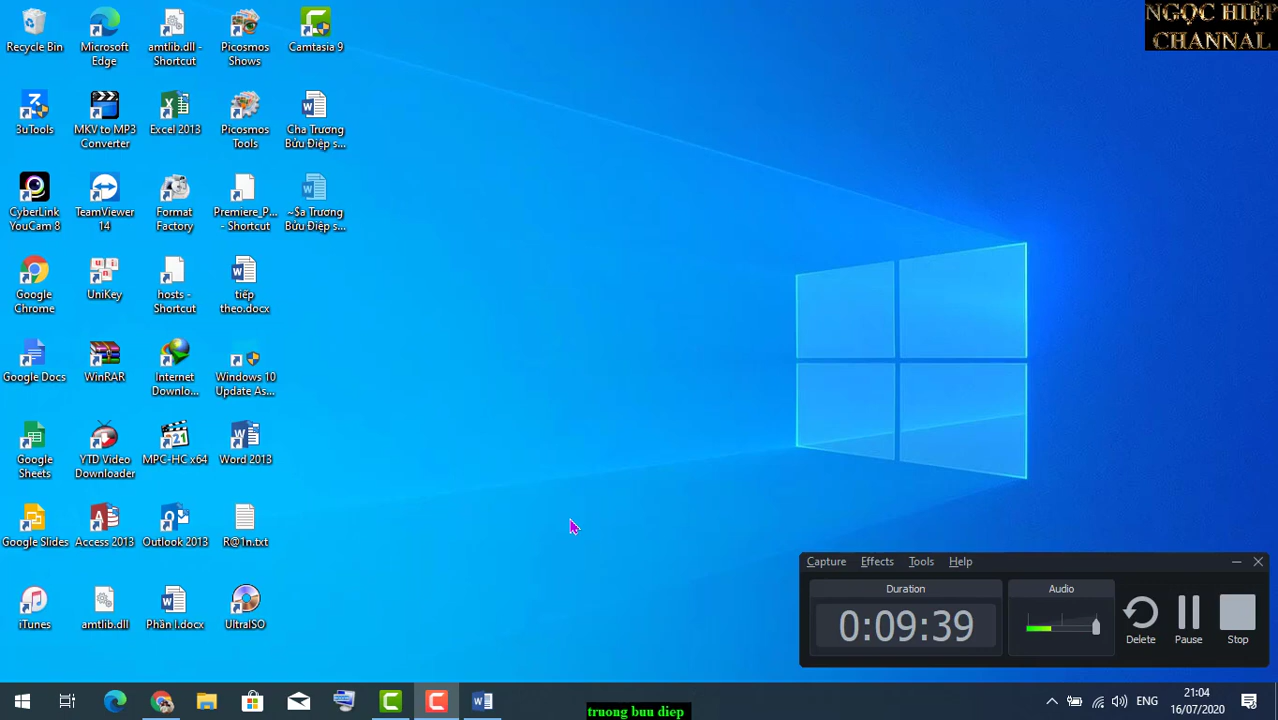 NGỌC HIỆP
CHANNAL
Recycle Bin
Microsoft
Edge
amtlib.dll -
Shortcut
Picosmos
Shows
Camtasia 9
3uTools
MKV to MP3
Converter
Excel 2013
Picosmos
Tools
Cha Trương
Bửu Điệp s...
CyberLink
YouCam 8
TeamViewer
14
Format
Factory
Premiere_P...
- Shortcut
~$a Trương
Bửu Điệp s...
Google
Chrome
UniKey
hosts -
Shortcut
tiếp
theo.docx
Google Docs
WinRAR
Internet
Downlo...
Windows 10
Update As...
Google
Sheets
YTD Video
Downloader
MPC-HC x64
Word 2013
Google Slides
Access 2013
Outlook 2013
R@1n.txt
iTunes
amtlib.dll
Phần I.docx
UltraISO
Capture Effects Tools Help
Duration
0:09:39
Audio
Delete
Pause
Stop
truong buu diep
ENG
21:04
16/07/2020